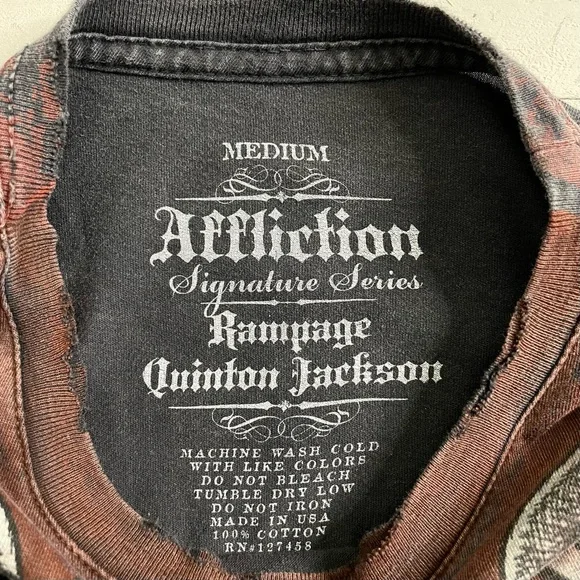 MEDIUM
Affliction
Signature Series
Rampage
Quinton Jackson
MACHINE WASH COLD
WITH LIKE COLORS
DO NOT BLEACH
TUMBLE DRY LOW
DO NOT IRON
MADE IN USA
100% COTTON
RN#127458